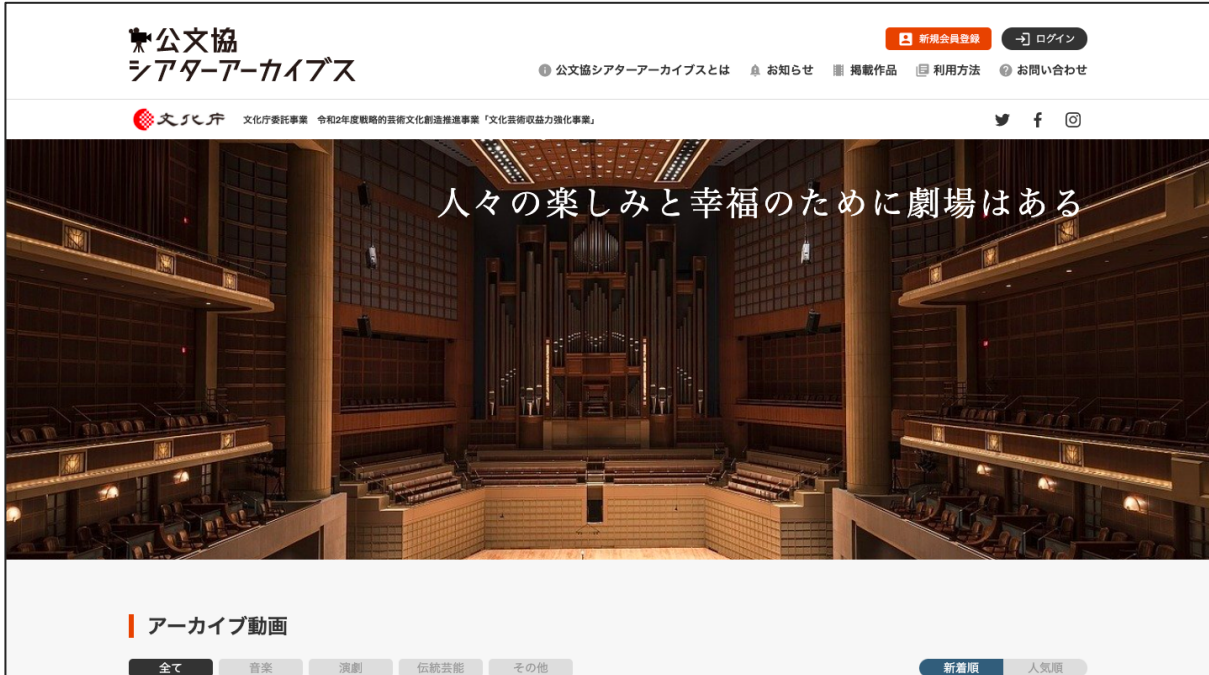 公文協
シアターアーカイブス
新規会員登録
ログイン
公文協シアターアーカイブスとは
お知らせ
掲載作品
利用方法
お問い合わせ
文化庁
文化庁委託事業　令和2年度戦略的芸術文化創造推進事業「文化芸術収益力強化事業」
人々の楽しみと幸福のために劇場はある
アーカイブ動画
全て
音楽
演劇
伝統芸能
その他
新着順
人気順